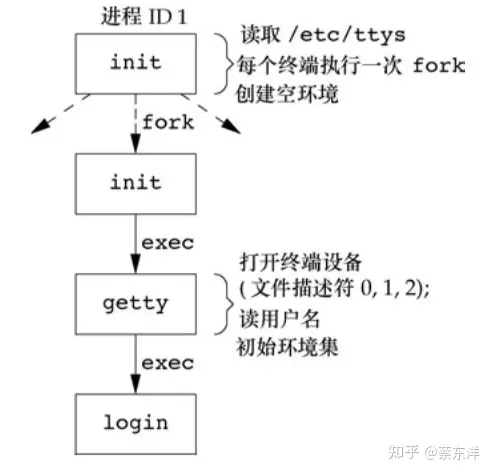 进程 ID 1
init
读取 /etc/ttys
每个终端执行一次 fork
创建空环境
fork
init
exec
getty
打开终端设备
(文件描述符 0, 1, 2);
读用户名
初始环境集
exec
login
知乎 @蔡东洋